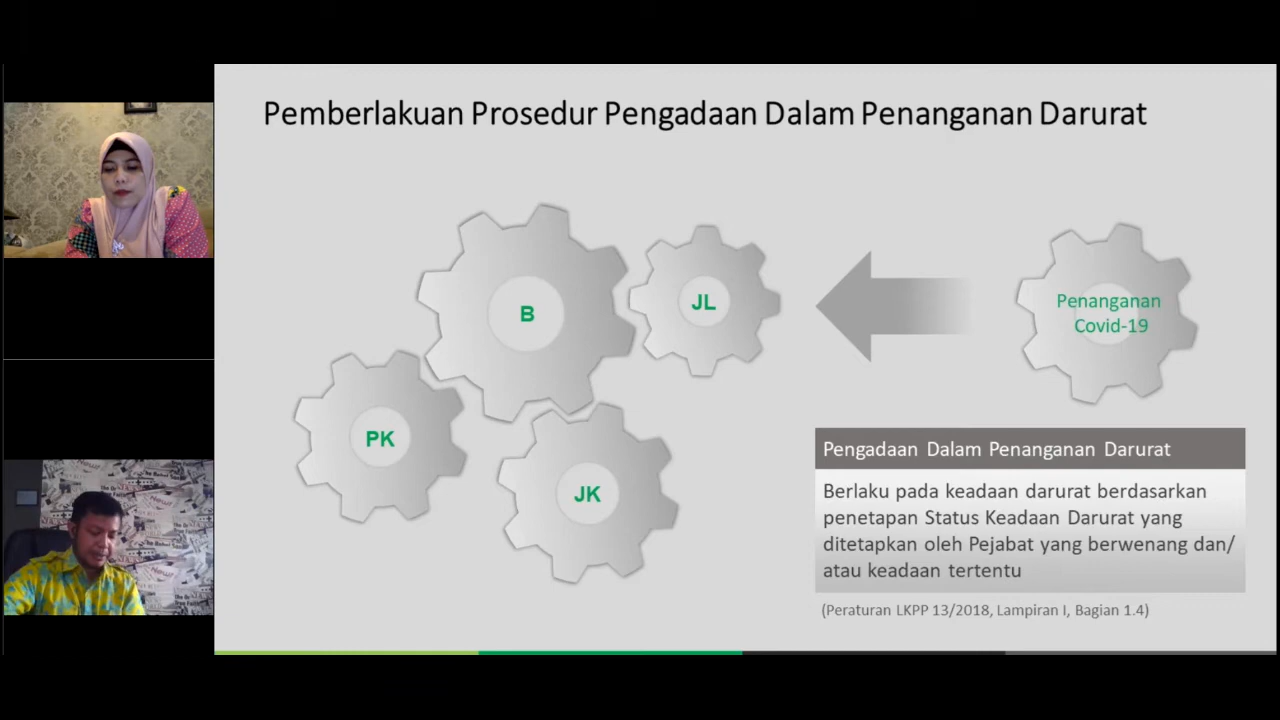 Pemberlakuan Prosedur Pengadaan Dalam Penanganan Darurat
B
JL
PK
JK
Penanganan
Covid-19
Pengadaan Dalam Penanganan Darurat
Berlaku pada keadaan darurat berdasarkan
penetapan Status Keadaan Darurat yang
ditetapkan oleh Pejabat yang berwenang dan/
atau keadaan tertentu
(Peraturan LKPP 13/2018, Lampiran I, Bagian 1.4)